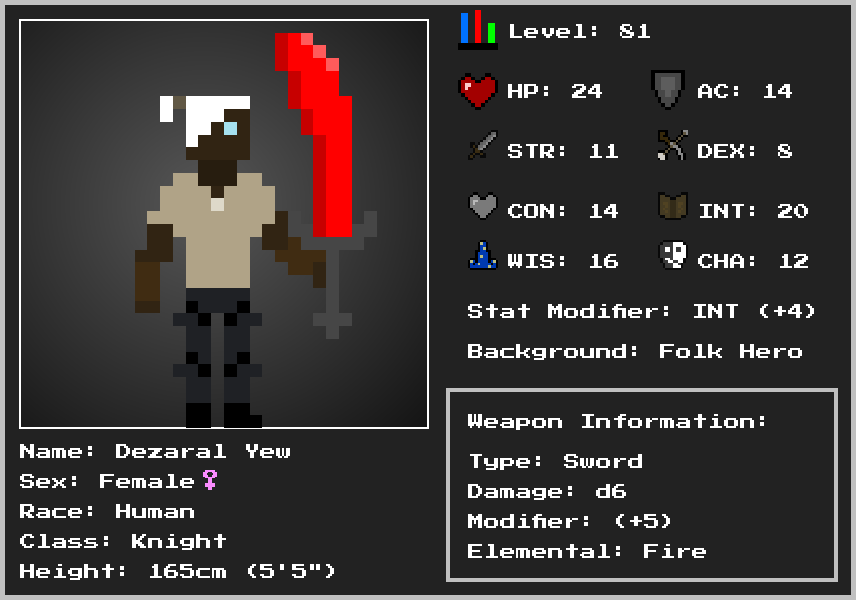 Level: 81
HP: 24
AC: 14
STR: 11
DEX: 8
CON: 14
INT: 20
WIS: 16
CHA: 12
Stat Modifier: INT (+4)
Background: Folk Hero
Weapon Information:
Type: Sword
Damage: d6
Modifier: (+5)
Elemental: Fire
Name: Dezaral Yew
Sex: Female♀
Race: Human
Class: Knight
Height: 165cm (5'5")